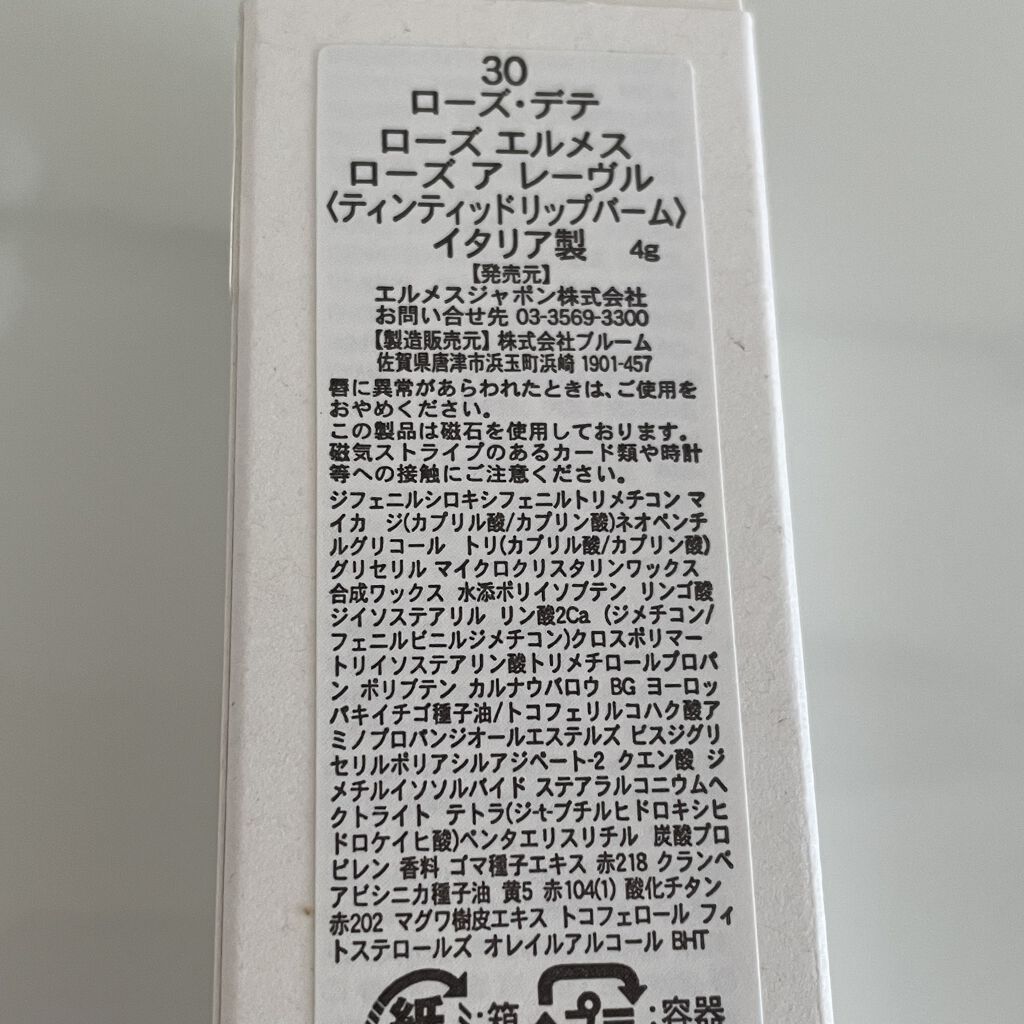 30
ローズ・デテ
ローズ エルメス
ローズ ア レーヴル
〈ティンティッドリップバーム〉
イタリア製 4g
【発売元】
エルメスジャポン株式会社
お問い合せ先 03-3569-3300
【製造販売元】株式会社ブルーム
佐賀県唐津市浜玉町浜崎 1901-457
唇に異常があらわれたときは、ご使用を
おやめください。
この製品は磁石を使用しております。
磁気ストライプのあるカード類や時計
等への接触にご注意ください。
ジフェニルシロキシフェニルトリメチコン マ
イカ ジ(カプリル酸/カプリン酸)ネオペンチ
ルグリコール トリ(カプリル酸/カプリン酸)
グリセリル マイクロクリスタリンワックス
合成ワックス 水添ポリイソブテン リンゴ酸
ジイソステアリル リン酸2Ca (ジメチコン/
フェニルビニルジメチコン)クロスポリマー
トリイソステアリン酸トリメチロールプロパ
ン ポリブテン カルナウバロウ BG ヨーロッ
パキイチゴ種子油/トコフェリルコハク酸ア
ミノプロパンジオールエステルズ ビスジグリ
セリルポリアシルアジペート-2 クエン酸 ジ
メチルイソソルバイド ステアラルコニウムヘ
クトライト テトラ(ジ-t-ブチルヒドロキシヒ
ドロケイヒ酸)ペンタエリスリチル 炭酸プロ
ピレン 香料 ゴマ種子エキス 赤218 クランベ
アビシニカ種子油 黄5 赤104(1) 酸化チタン
赤202 マグワ樹皮エキス トコフェロール フィ
トステロールズ オレイルアルコール BHT
紙 :箱 プ :容器